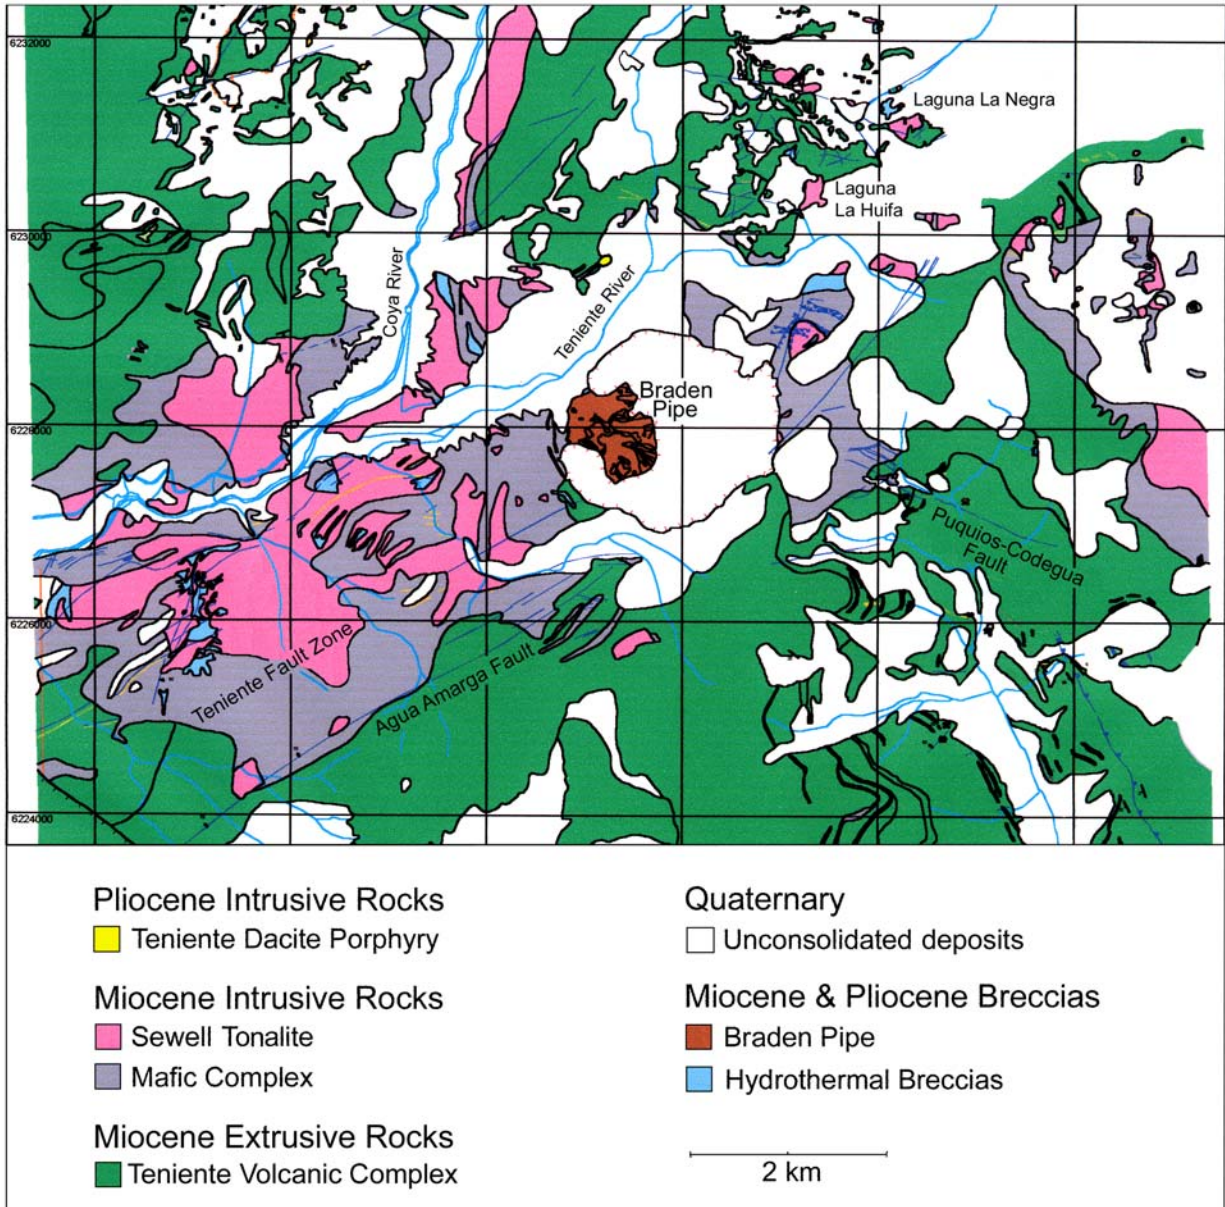 6232000
Laguna La Negra
Laguna
La Huifa
6230000
Coya River
Teniente River
Braden
Pipe
6228000
Puquios-Codegua
Fault
6226000
Teniente Fault Zone
Agua Amarga Fault
6224000
Pliocene Intrusive Rocks
Teniente Dacite Porphyry
Miocene Intrusive Rocks
Sewell Tonalite
Mafic Complex
Miocene Extrusive Rocks
Teniente Volcanic Complex
Quaternary
Unconsolidated deposits
Miocene & Pliocene Breccias
Braden Pipe
Hydrothermal Breccias
2 km